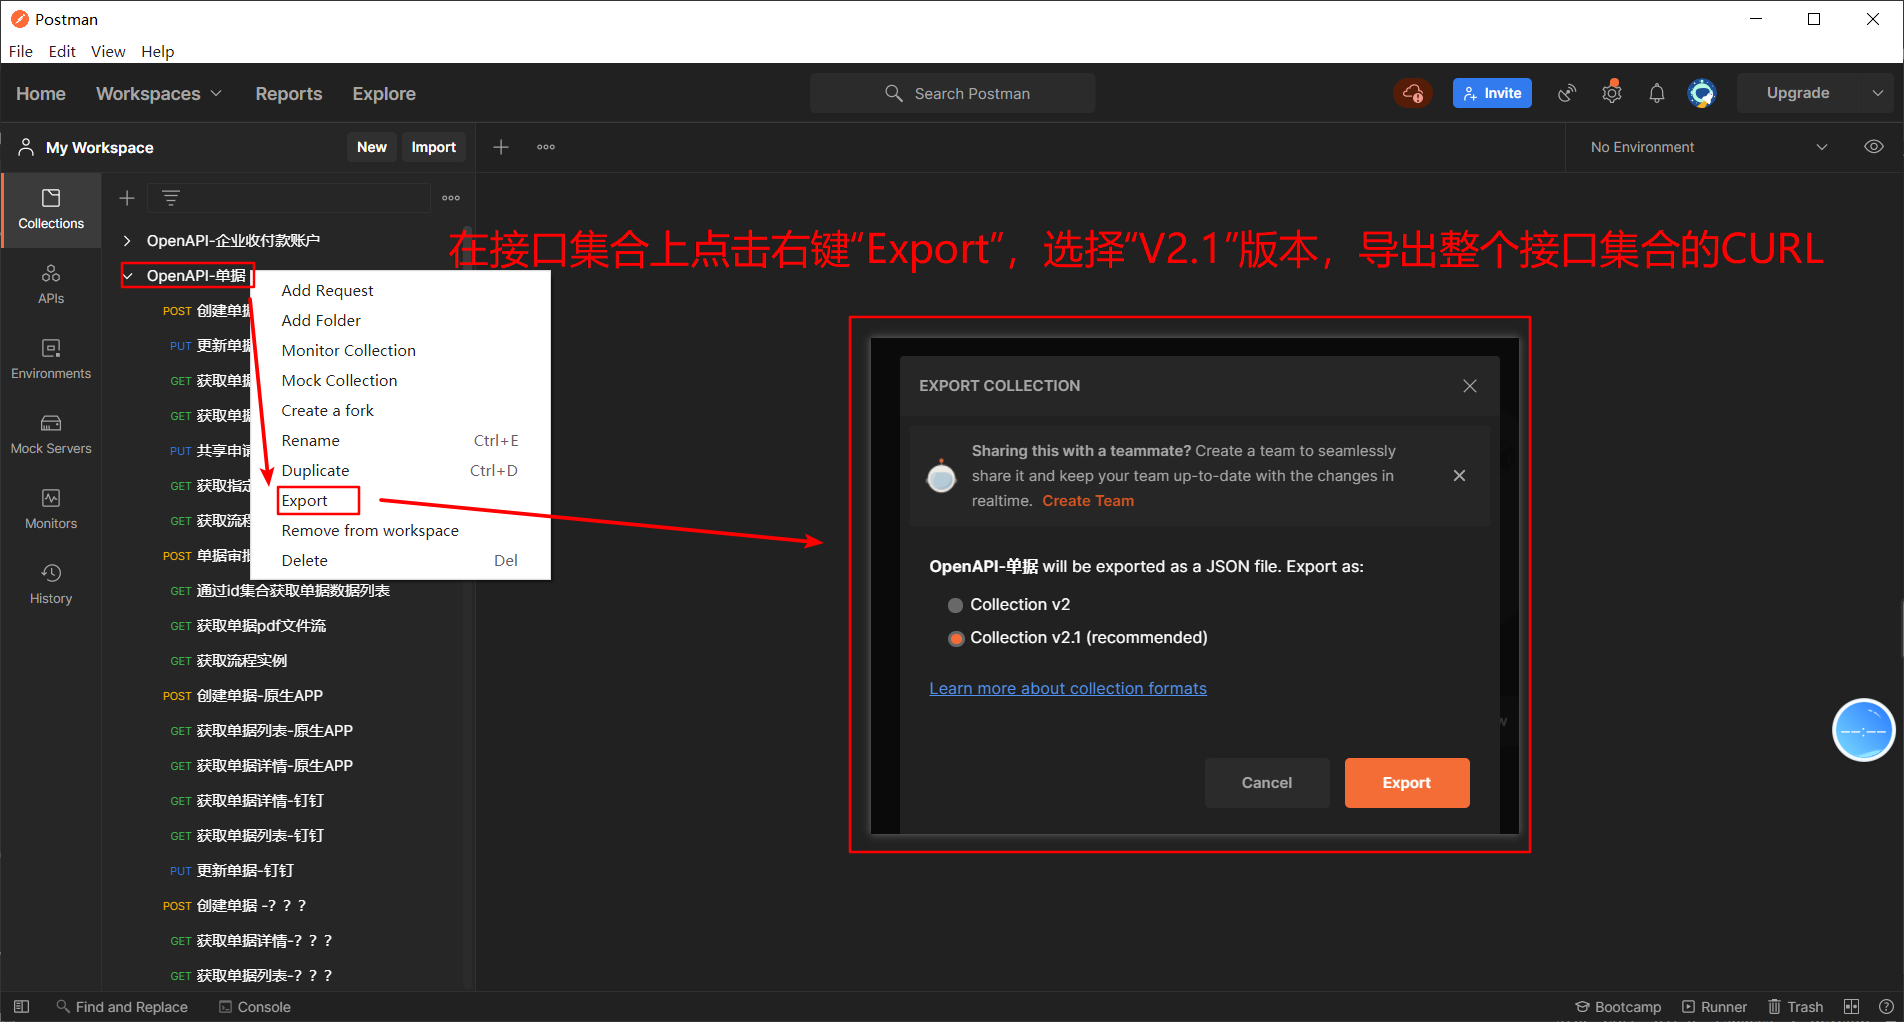 Postman
File Edit View Help
Home Workspaces Reports Explore
Search Postman
Invite
Upgrade
My Workspace
New Import
No Environment
Collections
APIs
Environments
Mock Servers
Monitors
History
OpenAPI-企业收付款账户
在接口集合上点击右键“Export”，选择“V2.1”版本，导出整个接口集合的CURL
OpenAPI-单据
POST 创建单据
PUT 更新单据
GET 获取单据
GET 获取单据
PUT 共享申请
GET 获取指定
GET 获取流程
POST 单据审批
GET 通过id集合获取单据数据列表
GET 获取单据pdf文件流
GET 获取流程实例
POST 创建单据-原生APP
GET 获取单据列表-原生APP
GET 获取单据详情-原生APP
GET 获取单据详情-钉钉
GET 获取单据列表-钉钉
PUT 更新单据-钉钉
POST 创建单据 -？？？
GET 获取单据详情-？？？
GET 获取单据列表-？？？
Add Request
Add Folder
Monitor Collection
Mock Collection
Create a fork
Rename Ctrl+E
Duplicate Ctrl+D
Export
Remove from workspace
Delete Del
EXPORT COLLECTION
Sharing this with a teammate? Create a team to seamlessly
share it and keep your team up-to-date with the changes in
realtime. Create Team
OpenAPI-单据 will be exported as a JSON file. Export as:
Collection v2
Collection v2.1 (recommended)
Learn more about collection formats
Cancel Export
Find and Replace Console
Bootcamp Runner Trash